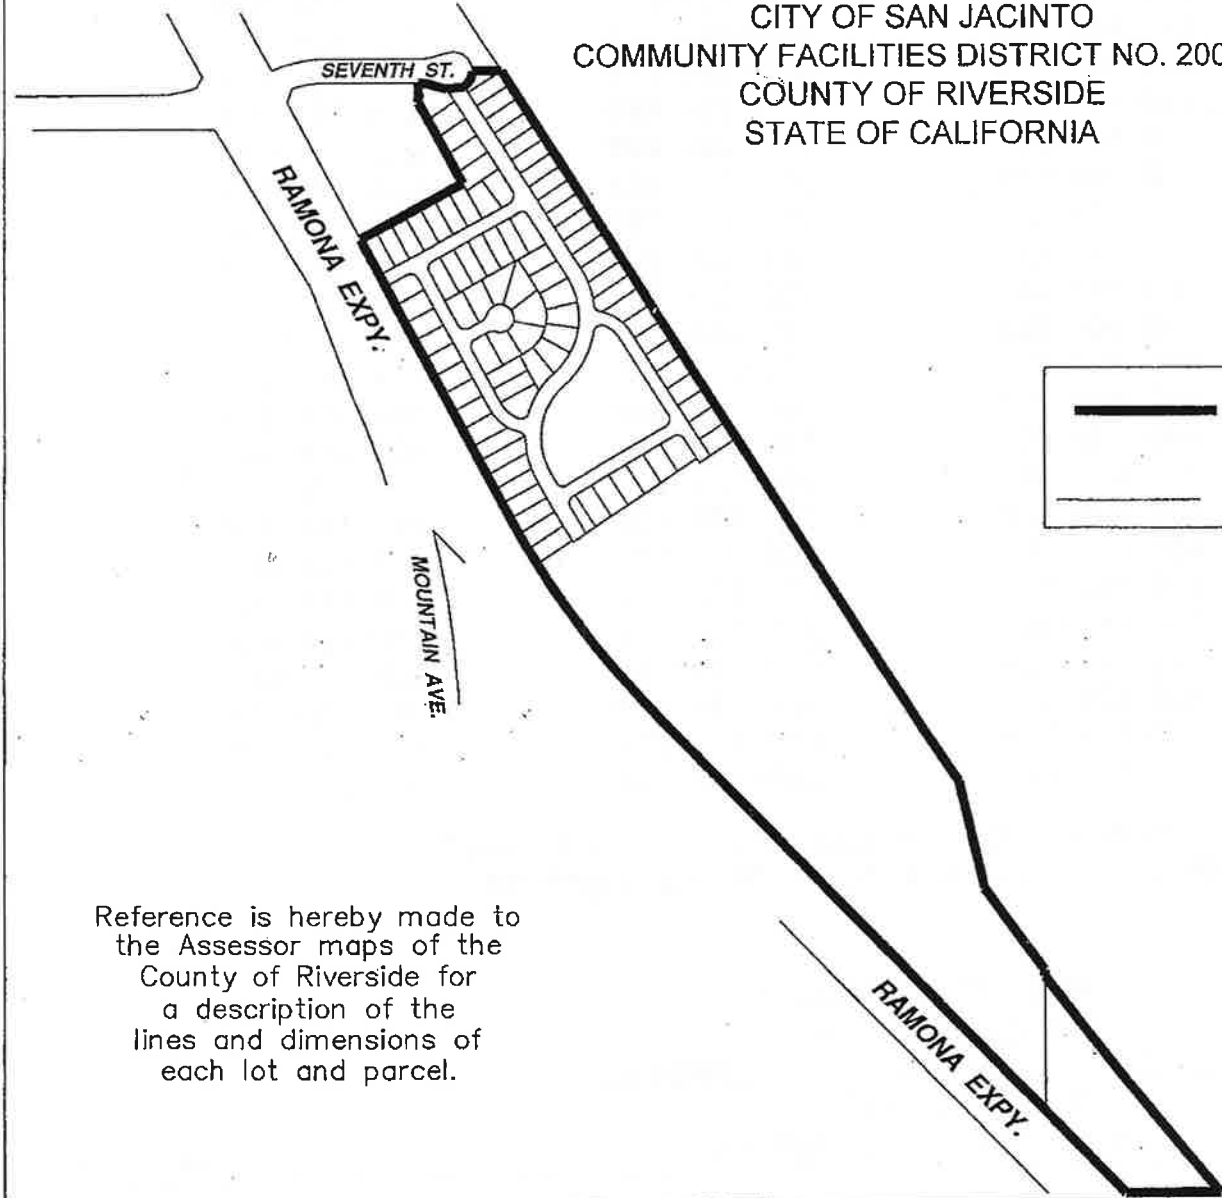 CITY OF SAN JACINTO
COMMUNITY FACILITIES DISTRICT NO. 200
COUNTY OF RIVERSIDE
STATE OF CALIFORNIA
SEVENTH ST.
RAMONA EXPY.
MOUNTAIN AVE.
Reference is hereby made to
the Assessor maps of the
County of Riverside for
a description of the
lines and dimensions of
each lot and parcel.
RAMONA EXPY.